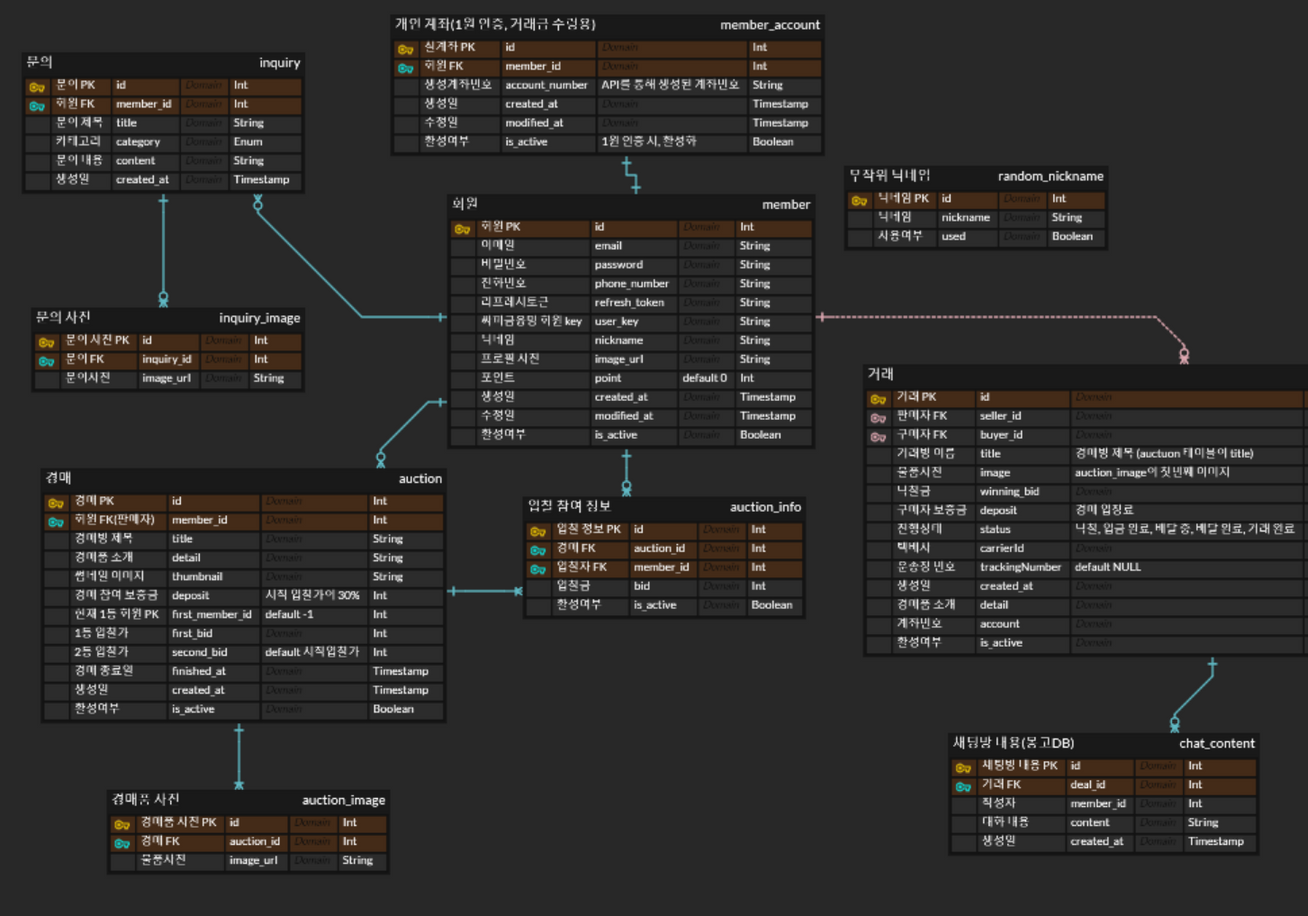 개인 계좌(1원 인증, 거래금 수령용) member_account
실계좌 PK id Domain Int
회원 FK member_id Domain Int
생성계좌번호 account_number API를 통해 생성된 계좌번호 String
생성일 created_at Domain Timestamp
수정일 modified_at Domain Timestamp
활성여부 is_active 1원 인증 시, 활성화 Boolean
문의 inquiry
문의 PK id Domain Int
회원 FK member_id Domain Int
문의 제목 title Domain String
카테고리 category Domain Enum
문의 내용 content Domain String
생성일 created_at Domain Timestamp
무작위 닉네임 random_nickname
닉네임 PK id Domain Int
닉네임 nickname Domain String
사용여부 used Domain Boolean
회원 member
회원 PK id Domain Int
이메일 email Domain String
비밀번호 password Domain String
전화번호 phone_number Domain String
리프레시토큰 refresh_token Domain String
싸피금융망 회원 key user_key Domain String
닉네임 nickname Domain String
프로필 사진 image_url Domain String
포인트 point default 0 Int
생성일 created_at Domain Timestamp
수정일 modified_at Domain Timestamp
활성여부 is_active Domain Boolean
문의 사진 inquiry_image
문의 사진 PK id Domain Int
문의 FK inquiry_id Domain Int
문의사진 image_url Domain String
거래
거래 PK id Domain
판매자 FK seller_id Domain
구매자 FK buyer_id Domain
거래방 이름 title 경매방 제목 (auctuon 테이블의 title)
물품사진 image auction_image의 첫번째 이미지
낙찰금 winning_bid Domain
구매자 보증금 deposit 경매 입장료
진행상태 status 낙찰, 입금 완료, 배달 중, 배달 완료, 거래 완료
택배사 carrierId Domain
운송장 번호 trackingNumber default NULL
생성일 created_at Domain
경매품 소개 detail Domain
계좌번호 account Domain
활성여부 is_active Domain
경매 auction
경매 PK id Domain Int
회원 FK(판매자) member_id Domain Int
경매방 제목 title Domain String
경매품 소개 detail Domain String
썸네일 이미지 thumbnail Domain String
경매 참여 보증금 deposit 시작 입찰가의 30% Int
현재 1등 회원 PK first_member_id default -1 Int
1등 입찰가 first_bid Domain Int
2등 입찰가 second_bid default 시작입찰가 Int
경매 종료일 finished_at Domain Timestamp
생성일 created_at Domain Timestamp
활성여부 is_active Domain Boolean
입찰 참여 정보 auction_info
입찰 정보 PK id Domain Int
경매 FK auction_id Domain Int
입찰자 FK member_id Domain Int
입찰금 bid Domain Int
활성여부 is_active Domain Boolean
경매품 사진 auction_image
경매품 사진 PK id Domain Int
경매 FK auction_id Domain Int
물품사진 image_url Domain String
채팅방 내용(몽고DB) chat_content
채팅방 내용 PK id Domain Int
거래 FK deal_id Domain Int
작성자 member_id Domain Int
대화 내용 content Domain String
생성일 created_at Domain Timestamp